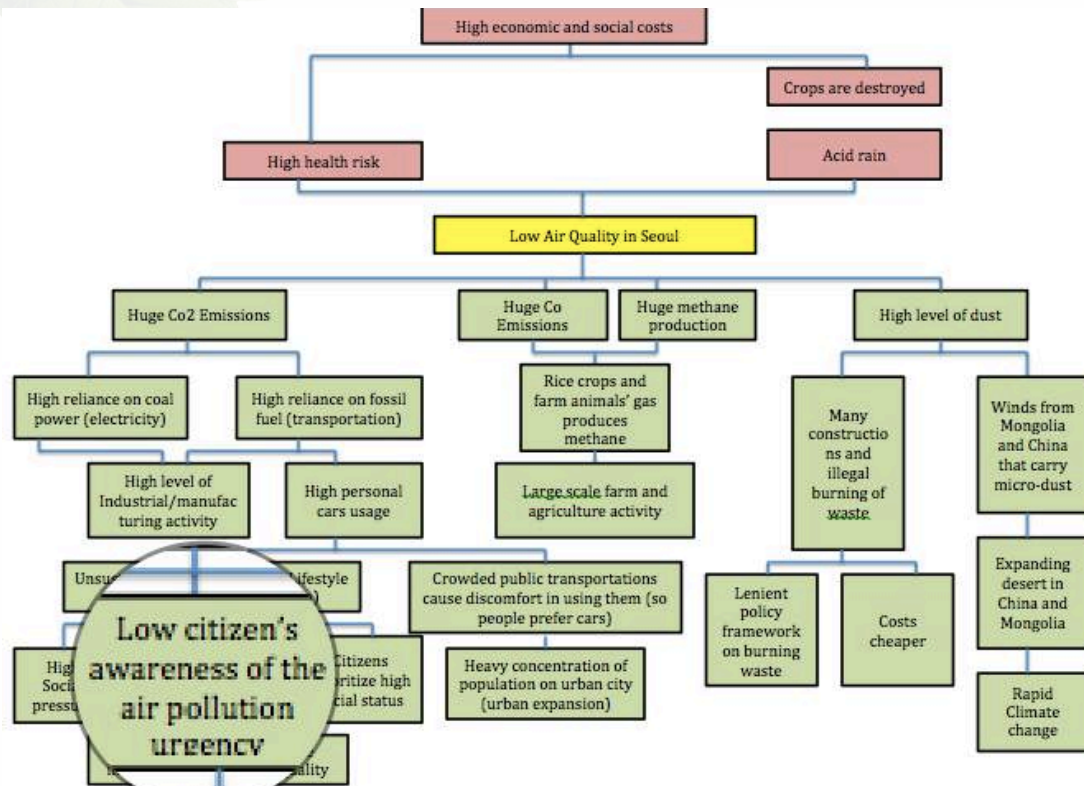 High economic and social costs
Crops are destroyed
High health risk
Acid rain
Low Air Quality in Seoul
Huge Co2 Emissions
Huge Co
Emissions
Huge methane
production
High level of dust
High reliance on coal
power (electricity)
High reliance on fossil
fuel (transportation)
Rice crops and
farm animals' gas
produces
methane
Many
constructio
ns and
illegal
burning of
waste
Winds from
Mongolia
and China
that carry
micro-dust
High level of
Industrial/manufac
turing activity
High personal
cars usage
Large scale farm and
agriculture activity
Crowded public transportations
cause discomfort in using them (so
people prefer cars)
Lenient
policy
framework
on burning
waste
Costs
cheaper
Expanding
desert in
China and
Mongolia
Low citizen's
awareness of the
air pollution
urgency
Citizens
high
status
Heavy concentration of
population on urban city
(urban expansion)
Rapid
Climate
change